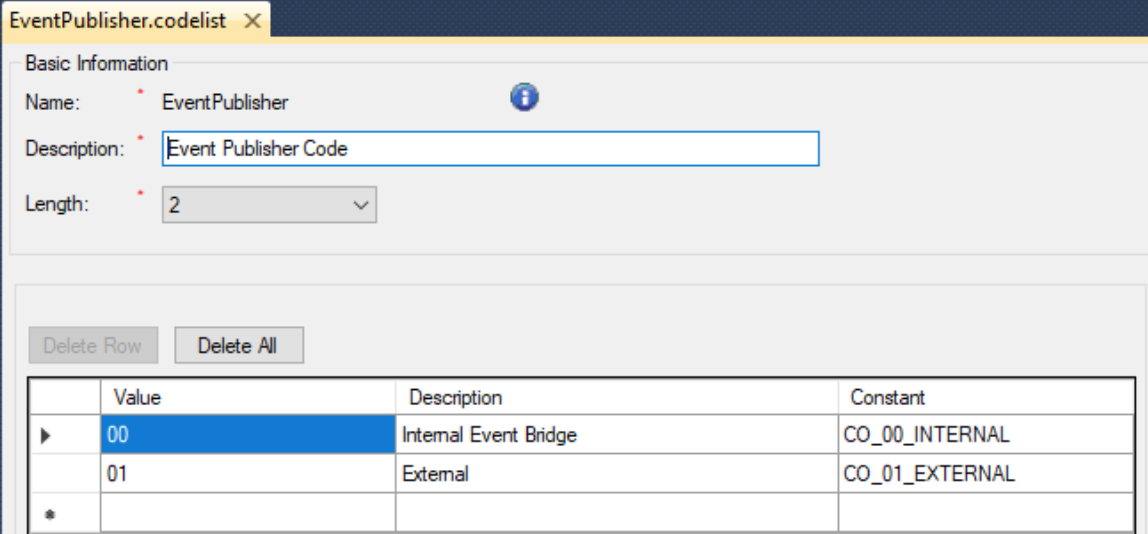 EventPublisher.codelist ×
Basic Information
Name: * EventPublisher
Description: * Event Publisher Code
Length: * 2
Delete Row Delete All
Value Description Constant
00 Internal Event Bridge CO_00_INTERNAL
01 External CO_01_EXTERNAL
*